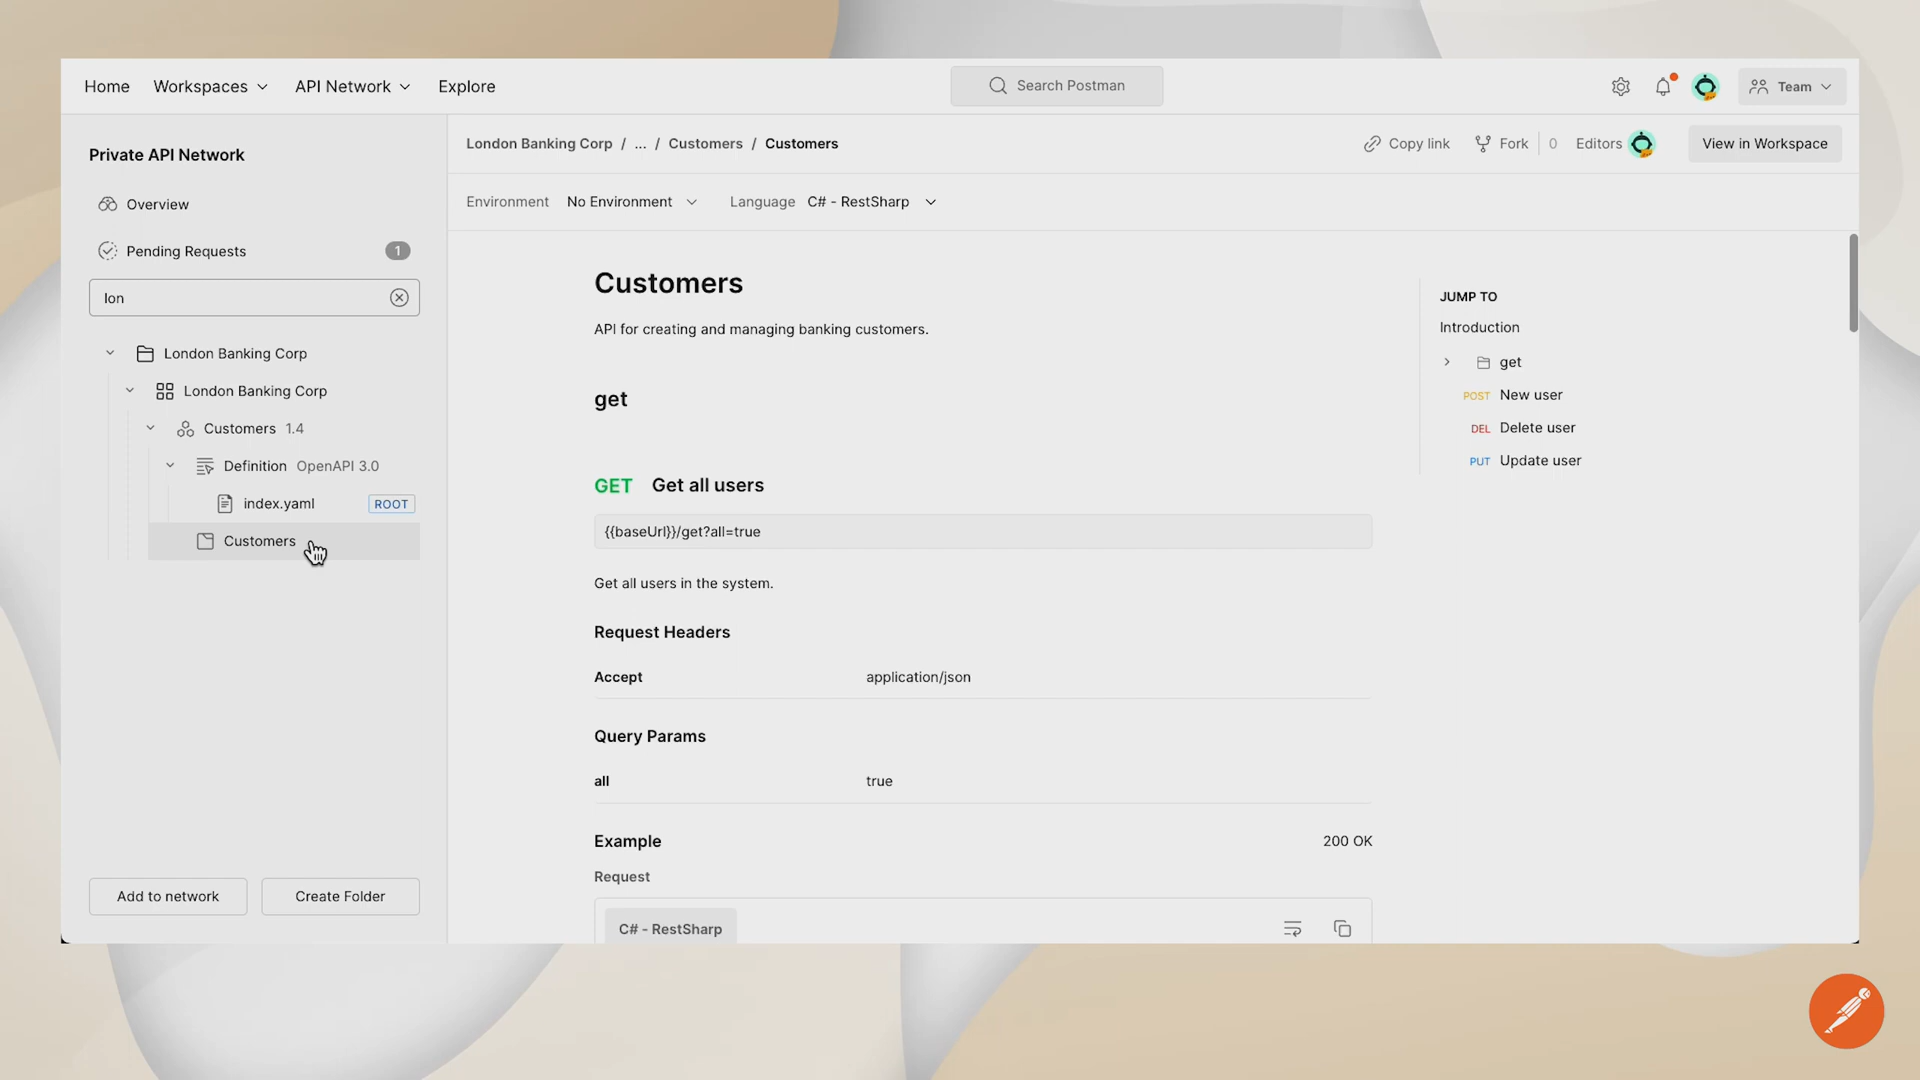 Home Workspaces API Network Explore
Search Postman
Team
Private API Network
Overview
Pending Requests 1
lon
London Banking Corp
London Banking Corp
Customers 1.4
Definition OpenAPI 3.0
index.yaml ROOT
Customers
Add to network Create Folder
London Banking Corp / ... / Customers / Customers
Copy link Fork 0 Editors View in Workspace
Environment No Environment Language C# - RestSharp
Customers
API for creating and managing banking customers.
get
GET Get all users
{{baseUrl}}/get?all=true
Get all users in the system.
Request Headers
Accept application/json
Query Params
all true
Example 200 OK
Request
C# - RestSharp
JUMP TO
Introduction
get
POST New user
DEL Delete user
PUT Update user